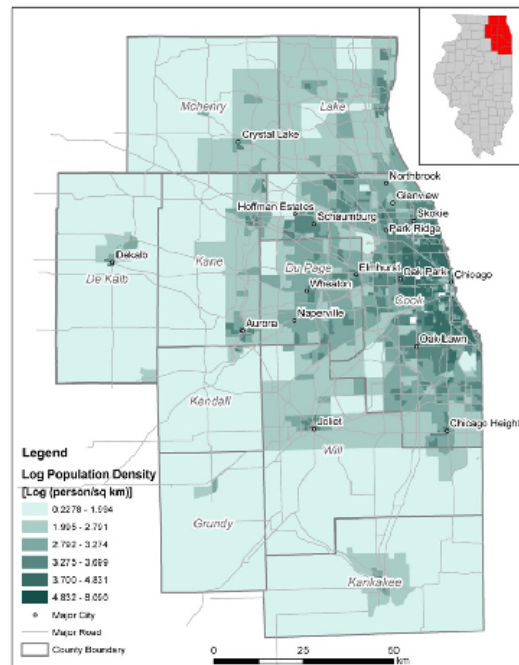 Mchenry
Lake
Crystal Lake
Northbrook
Glenview
Hoffman Estates
Schaumburg
Skokie
Park Ridge
Dekalb
De Kalb
Kane
Du Page
Elmhurst
Oak Park
Chicago
Wheaton
Cook
Aurora
Naperville
Oak Lawn
Kendall
Joliet
Chicago Height
Will
Grundy
Kankakee
Legend
Log Population Density
[Log (person/sq km)]
0.2278 - 1.994
1.995 - 2.791
2.792 - 3.274
3.275 - 3.699
3.700 - 4.831
4.832 - 8.090
Major City
Major Road
County Boundary
0 25 50
km